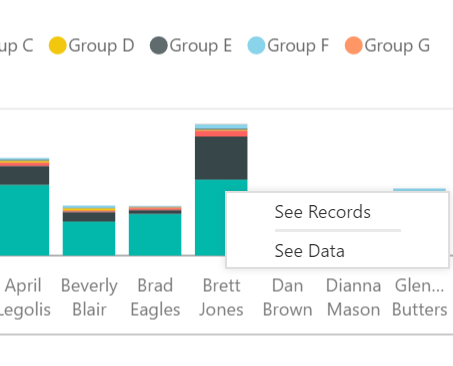 up C Group D Group E Group F Group G
See Records
See Data
April Beverly Brad Brett Dan Dianna Glen...
Legolis Blair Eagles Jones Brown Mason Butters